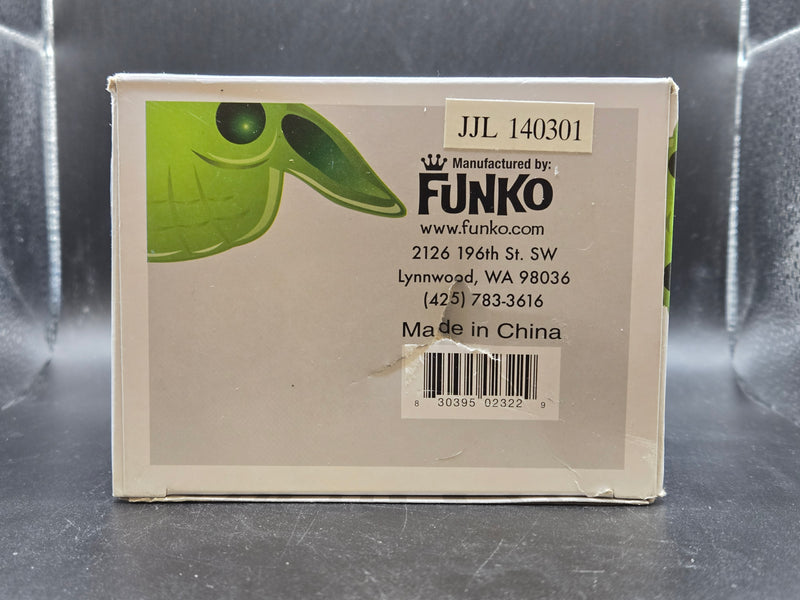 JJL 140301
Manufactured by:
FUNKO
www.funko.com
2126 196th St. SW
Lynnwood, WA 98036
(425) 783-3616
Made in China
8 30395 02322 9